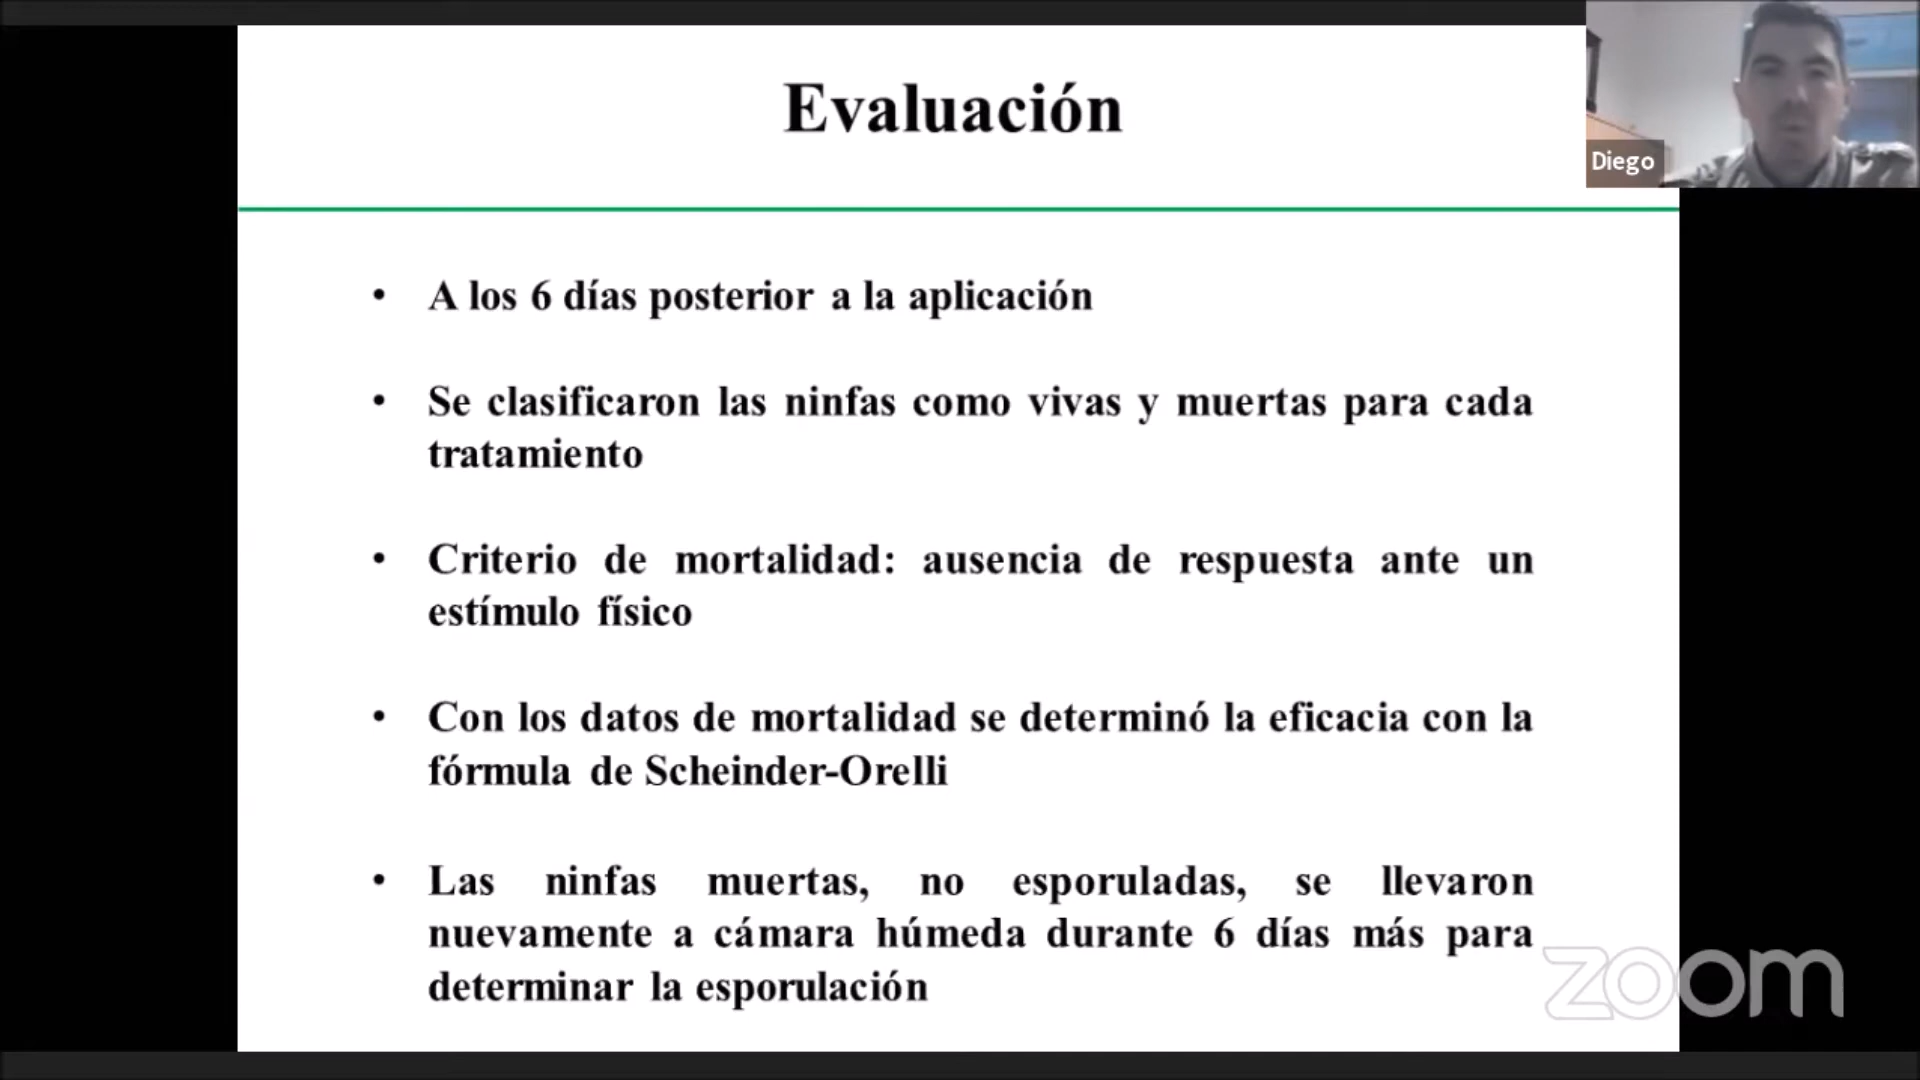 Evaluación
Diego
• A los 6 días posterior a la aplicación
• Se clasificaron las ninfas como vivas y muertas para cada
tratamiento
• Criterio de mortalidad: ausencia de respuesta ante un
estímulo físico
• Con los datos de mortalidad se determinó la eficacia con la
fórmula de Scheinder-Orelli
• Las ninfas muertas, no esporuladas, se llevaron
nuevamente a cámara húmeda durante 6 días más para
determinar la esporulación
zoom